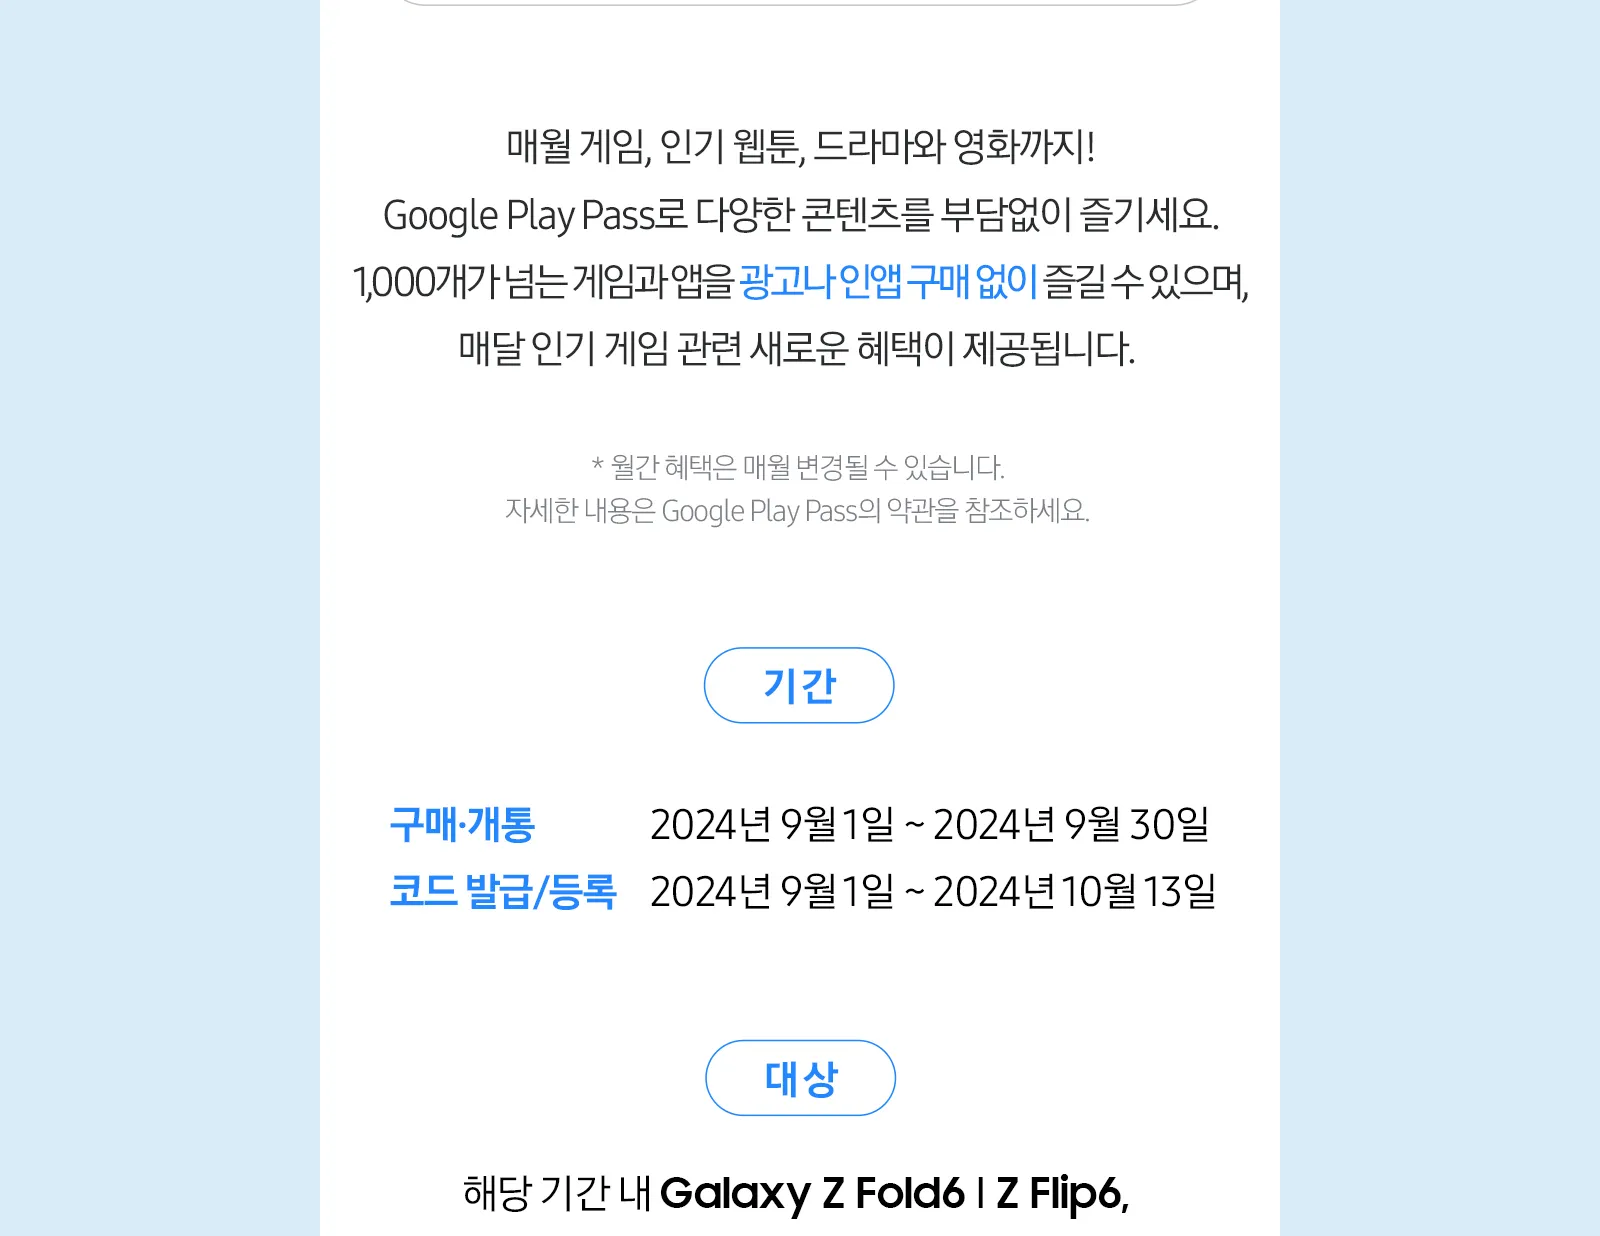 매월 게임, 인기 웹툰, 드라마와 영화까지!
Google Play Pass로 다양한 콘텐츠를 부담없이 즐기세요.
1,000개가 넘는 게임과 앱을 광고나 인앱 구매 없이 즐길 수 있으며,
매달 인기 게임 관련 새로운 혜택이 제공됩니다.
* 월간 혜택은 매월 변경될 수 있습니다.
자세한 내용은 Google Play Pass의 약관을 참조하세요.
기간
구매·개통 2024년 9월 1일 ~ 2024년 9월 30일
코드 발급/등록 2024년 9월 1일 ~ 2024년 10월 13일
대상
해당 기간 내 Galaxy Z Fold6 | Z Flip6,